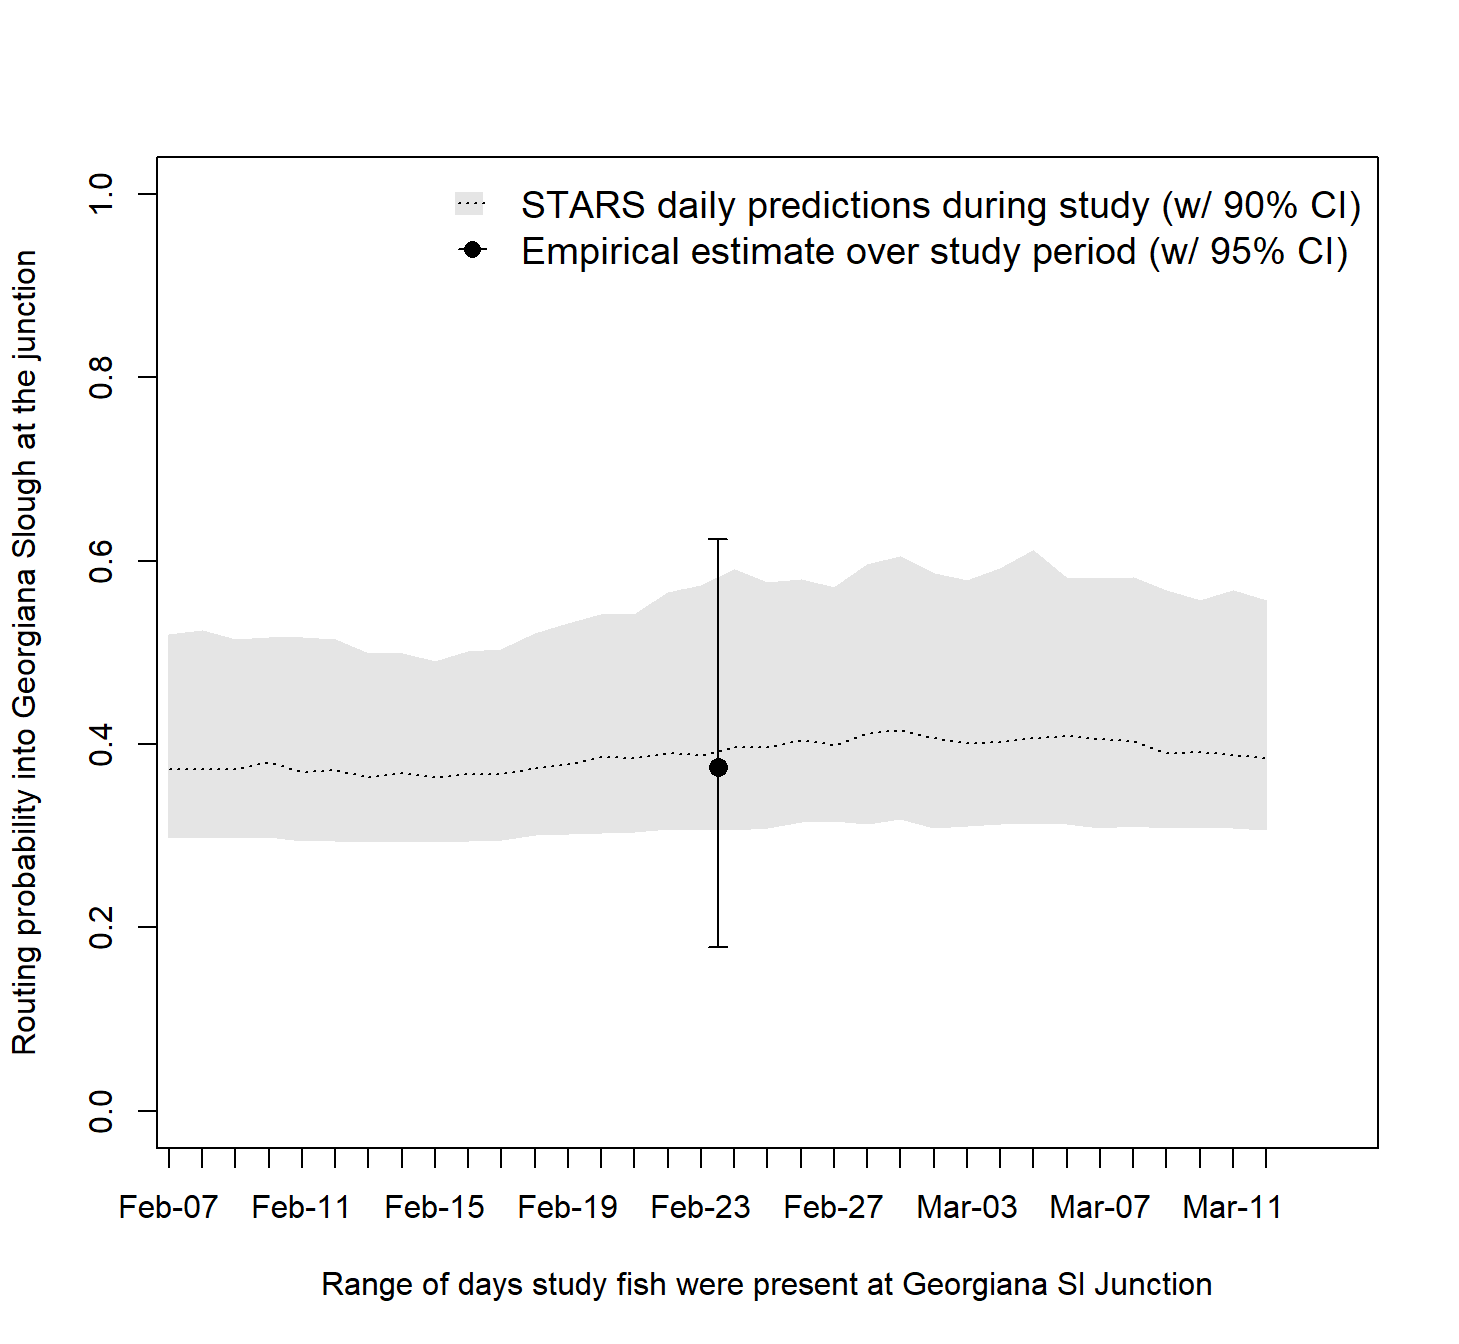 STARS daily predictions during study (w/ 90% CI)
Empirical estimate over study period (w/ 95% CI)
Routing probability into Georgiana Slough at the junction
1.0
0.8
0.6
0.4
0.2
0.0
Feb-07 Feb-11 Feb-15 Feb-19 Feb-23 Feb-27 Mar-03 Mar-07 Mar-11
Range of days study fish were present at Georgiana Sl Junction